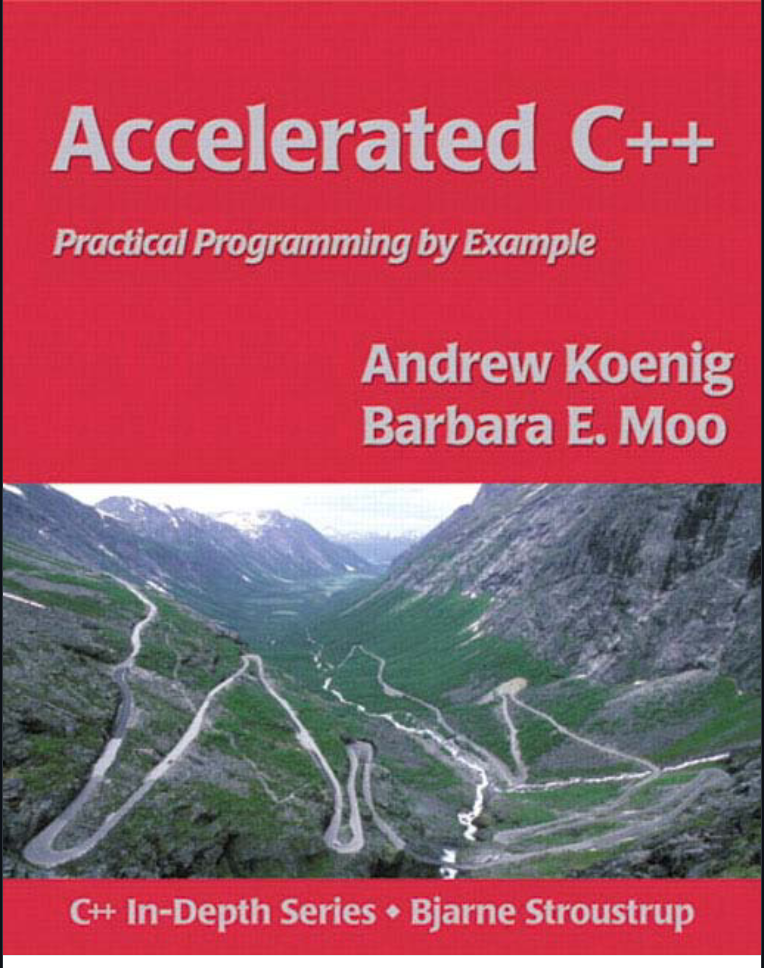 Accelerated C++
Practical Programming by Example
Andrew Koenig
Barbara E. Moo
C++ In-Depth Series ◆ Bjarne Stroustrup